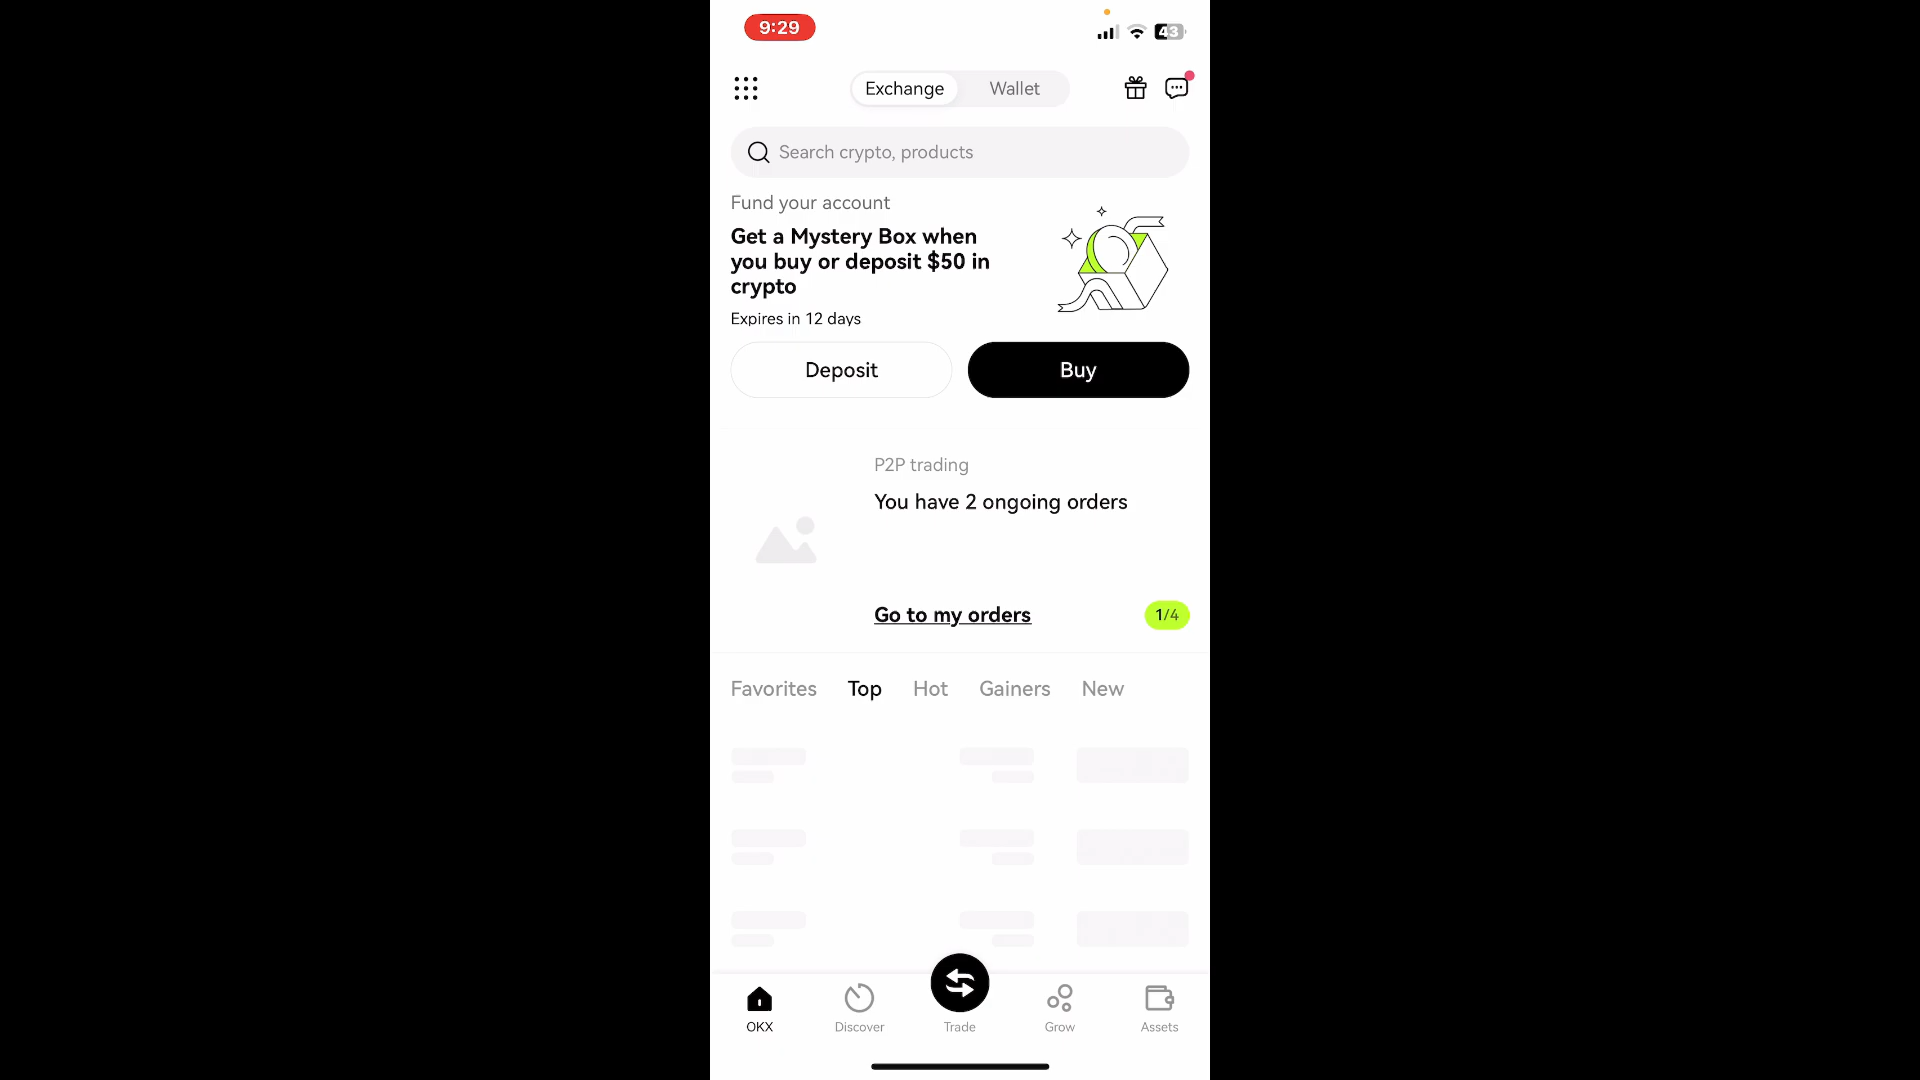 9:29
43
Exchange
Wallet
Search crypto, products
Fund your account
Get a Mystery Box when
you buy or deposit $50 in
crypto
Expires in 12 days
Deposit
Buy
P2P trading
You have 2 ongoing orders
Go to my orders
1/4
Favorites
Top
Hot
Gainers
New
OKX
Discover
Trade
Grow
Assets